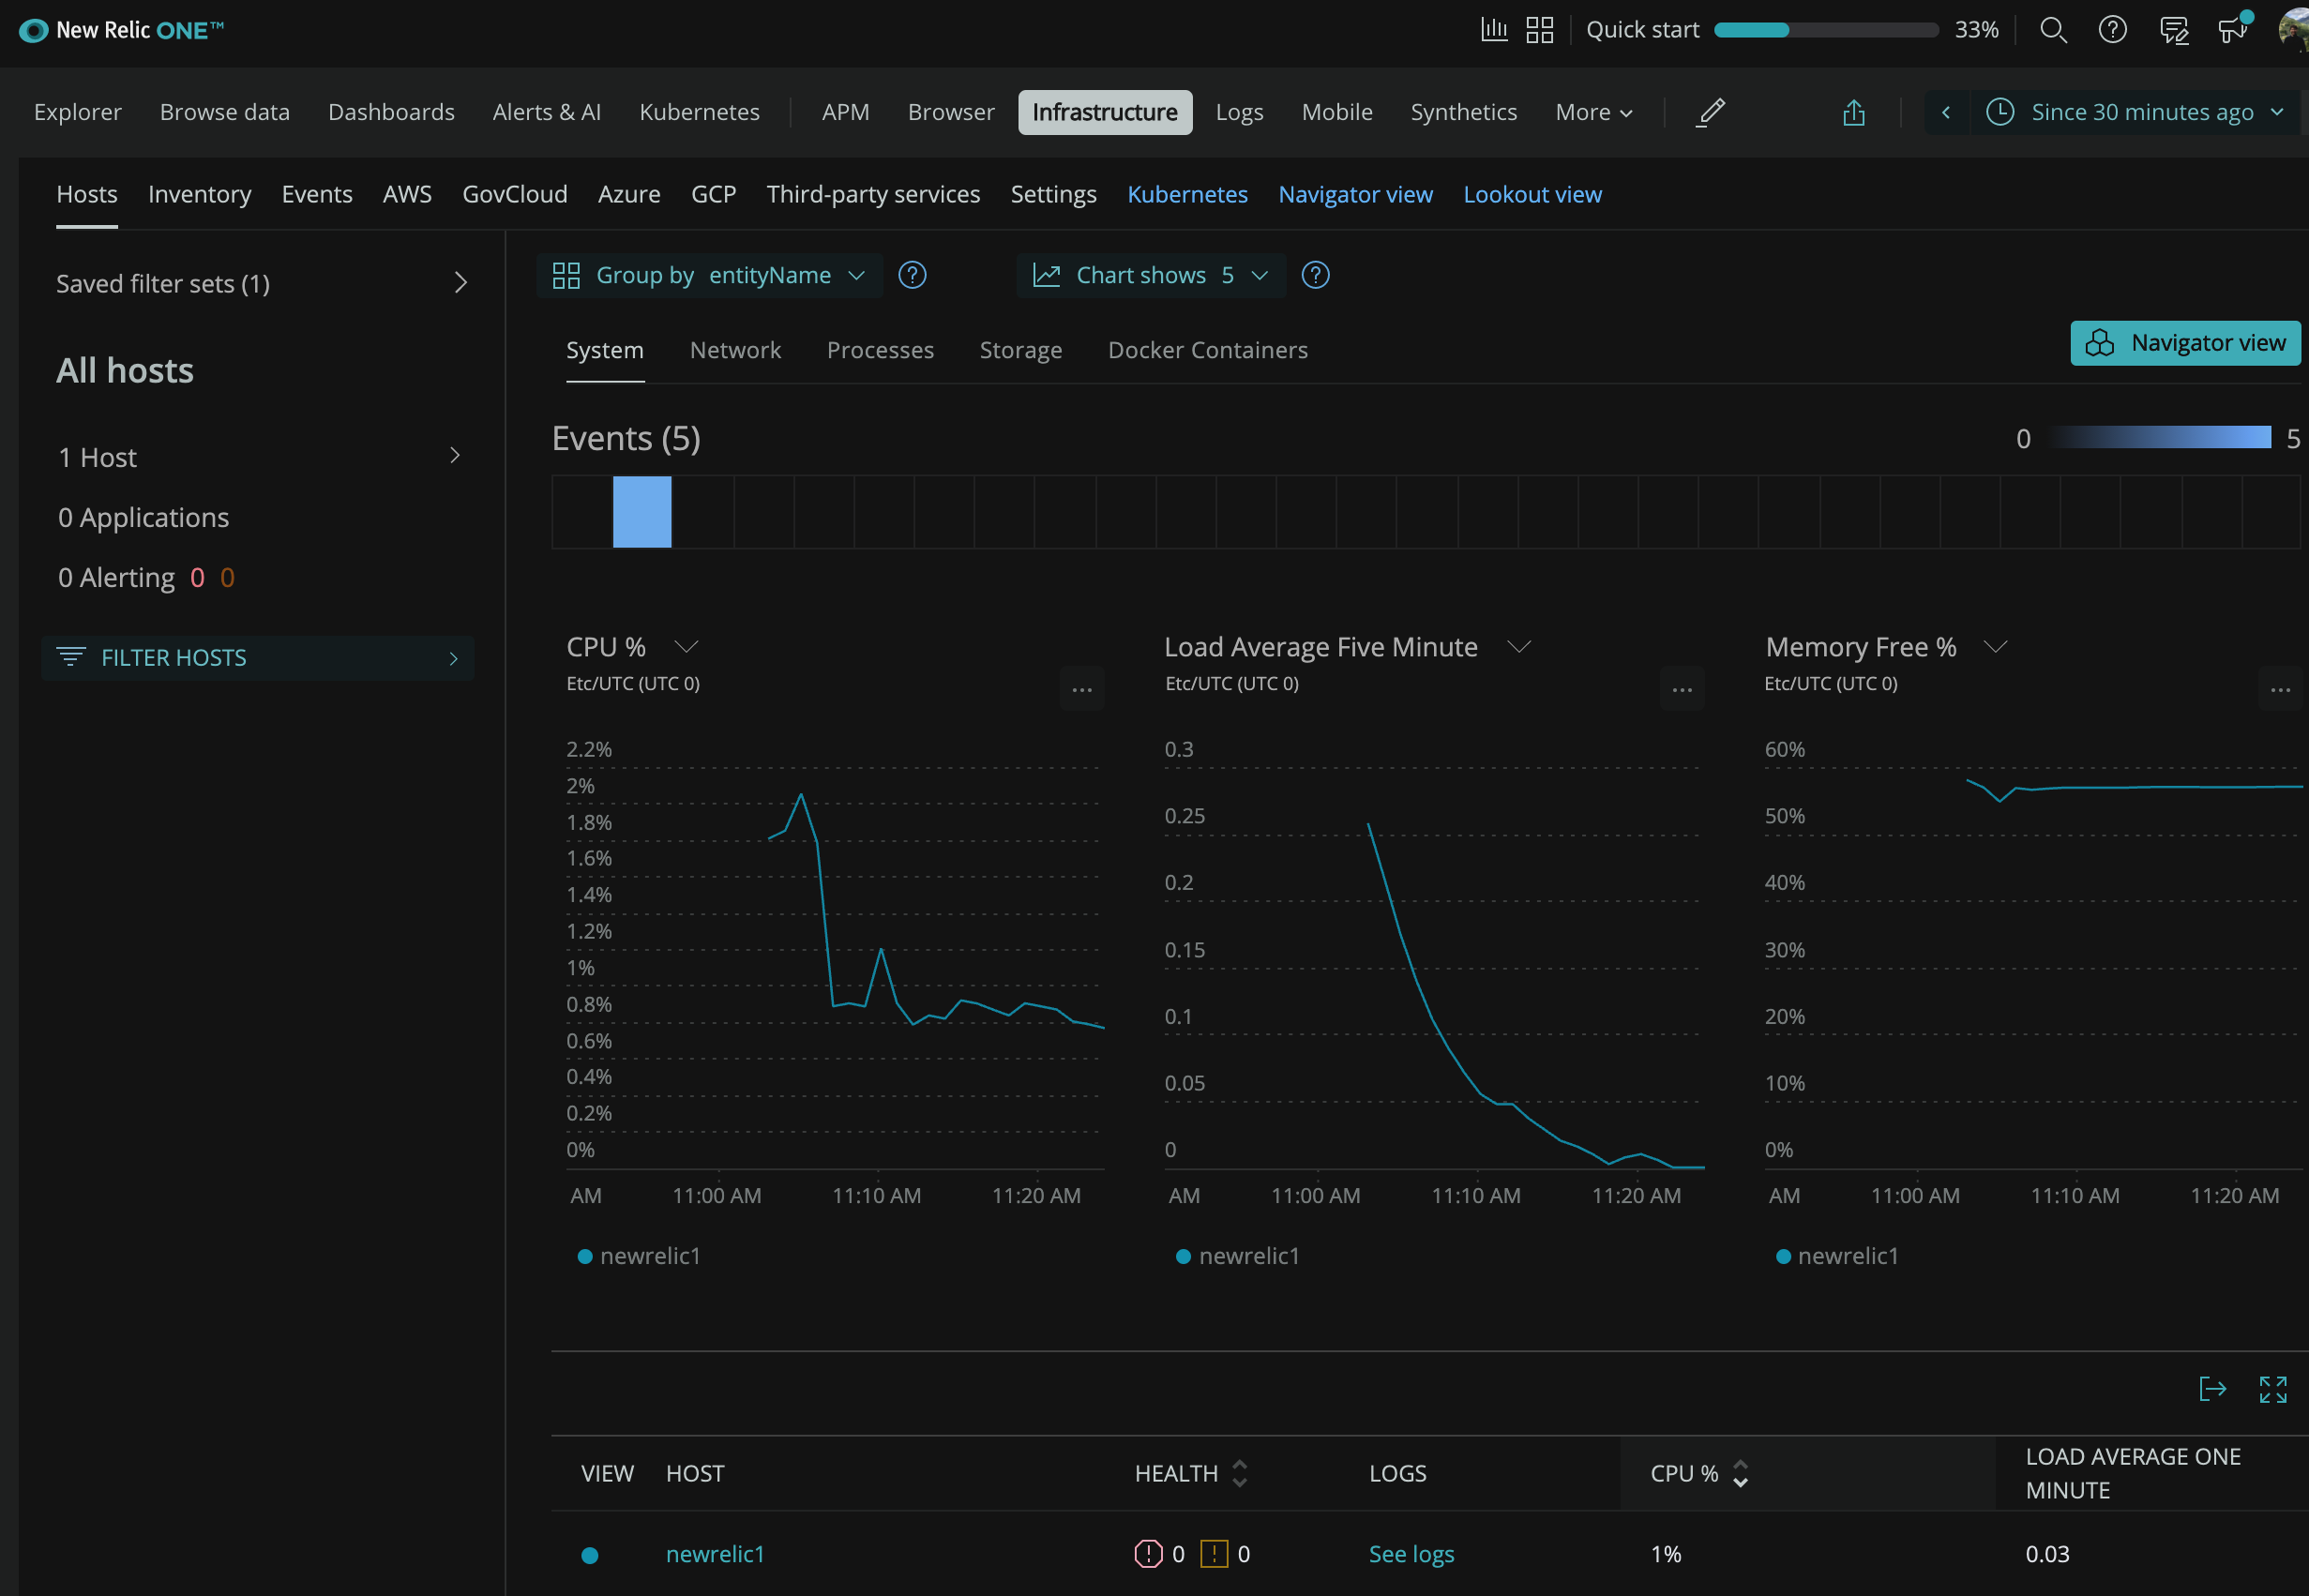 New Relic ONE™
Quick start 33%
Explorer Browse data Dashboards Alerts & AI Kubernetes APM Browser Infrastructure Logs Mobile Synthetics More Since 30 minutes ago
Hosts Inventory Events AWS GovCloud Azure GCP Third-party services Settings Kubernetes Navigator view Lookout view
Saved filter sets (1)
All hosts
1 Host
0 Applications
0 Alerting 0 0
FILTER HOSTS
Group by entityName Chart shows 5
System Network Processes Storage Docker Containers
Navigator view
Events (5)
0 5
CPU %
Etc/UTC (UTC 0)
...
2.2%
2%
1.8%
1.6%
1.4%
1.2%
1%
0.8%
0.6%
0.4%
0.2%
0%
AM 11:00 AM 11:10 AM 11:20 AM
newrelic1
Load Average Five Minute
Etc/UTC (UTC 0)
...
0.3
0.25
0.2
0.15
0.1
0.05
0
AM 11:00 AM 11:10 AM 11:20 AM
newrelic1
Memory Free %
Etc/UTC (UTC 0)
...
60%
50%
40%
30%
20%
10%
0%
AM 11:00 AM 11:10 AM 11:20 AM
newrelic1
VIEW HOST HEALTH LOGS CPU % LOAD AVERAGE ONE
MINUTE
newrelic1 0 0 See logs 1% 0.03